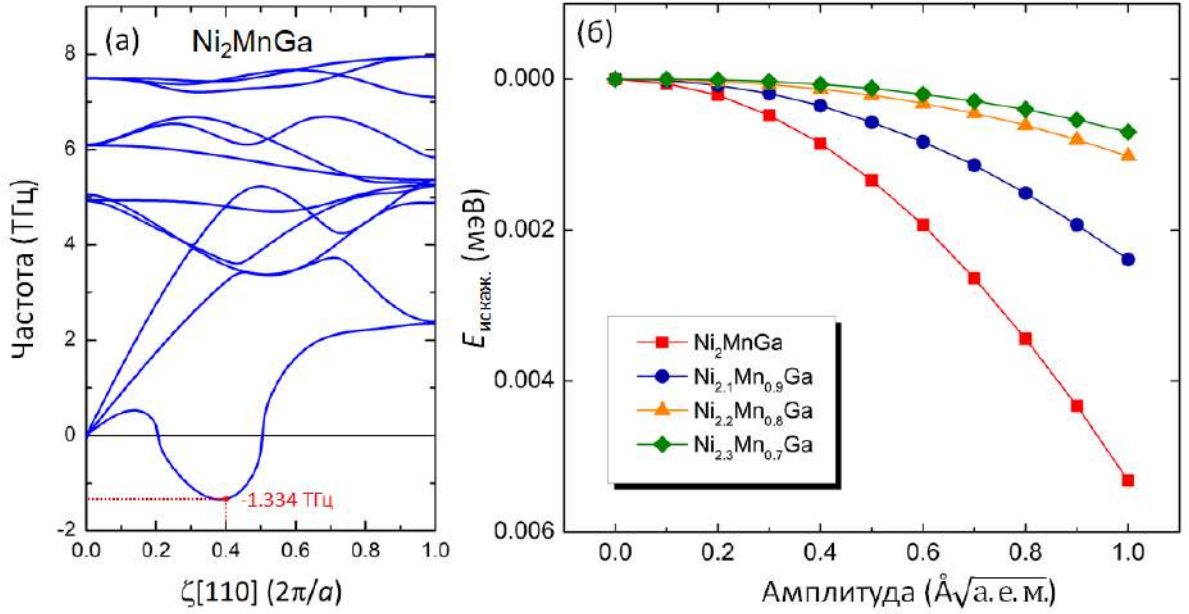 (а)
Ni₂MnGa
8
6
4
2
0
-2
Частота (ТГц)
-1.334 ТГц
0.0 0.2 0.4 0.6 0.8 1.0
ζ[110] (2π/a)
(б)
0.000
0.002
0.004
0.006
Eискаж. (мэВ)
Ni₂MnGa
Ni₂.₁Mn₀.₉Ga
Ni₂.₂Mn₀.₈Ga
Ni₂.₃Mn₀.₇Ga
0.0 0.2 0.4 0.6 0.8 1.0
Амплитуда (Å√а.е.м.)